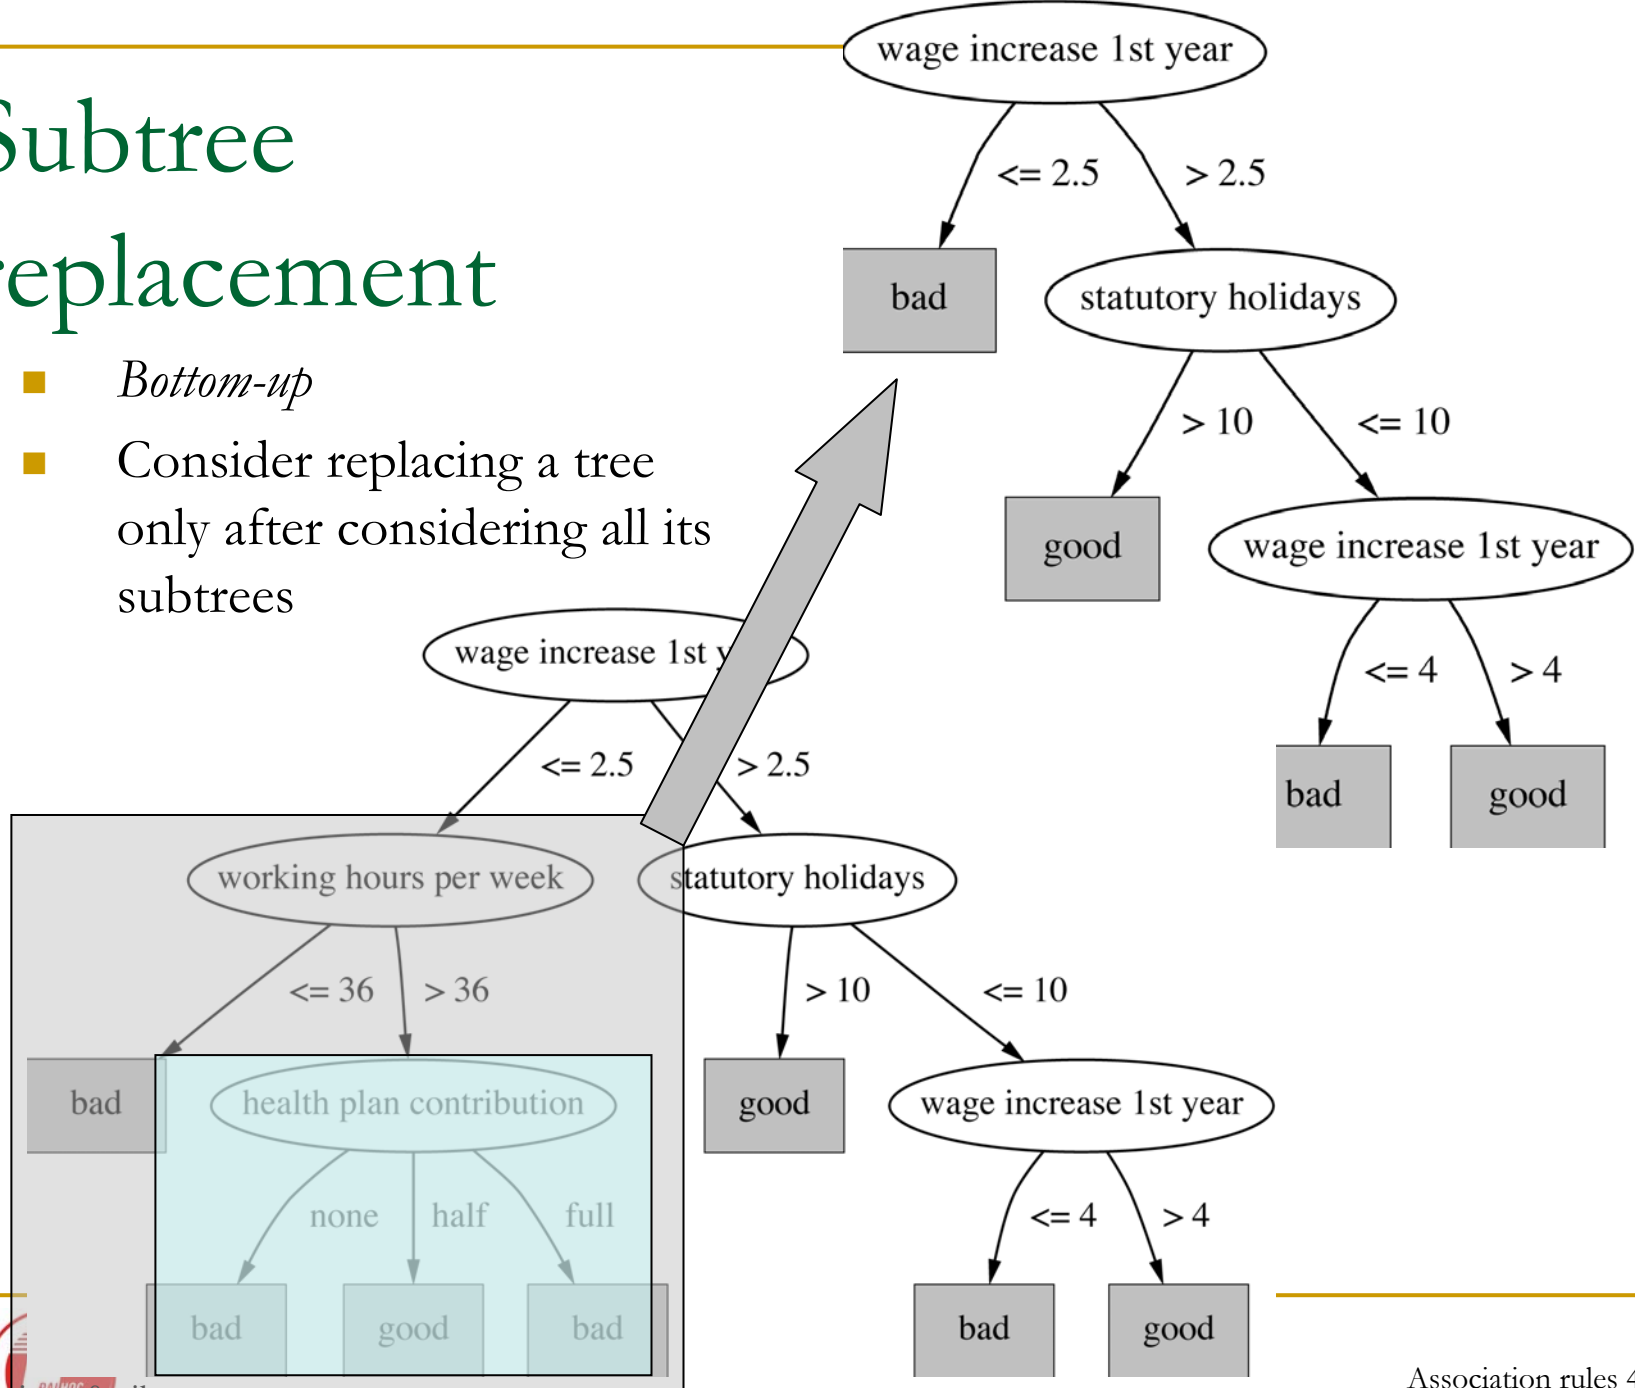 Subtree
replacement
Bottom-up
Consider replacing a tree
only after considering all its
subtrees
wage increase 1st year
<= 2.5
> 2.5
bad
statutory holidays
> 10
<= 10
good
wage increase 1st year
<= 4
> 4
bad
good
wage increase 1st y
<= 2.5
> 2.5
working hours per week
statutory holidays
<= 36
> 36
> 10
<= 10
bad
health plan contribution
good
wage increase 1st year
none
half
full
<= 4
> 4
bad
good
bad
bad
good
Association rules 4